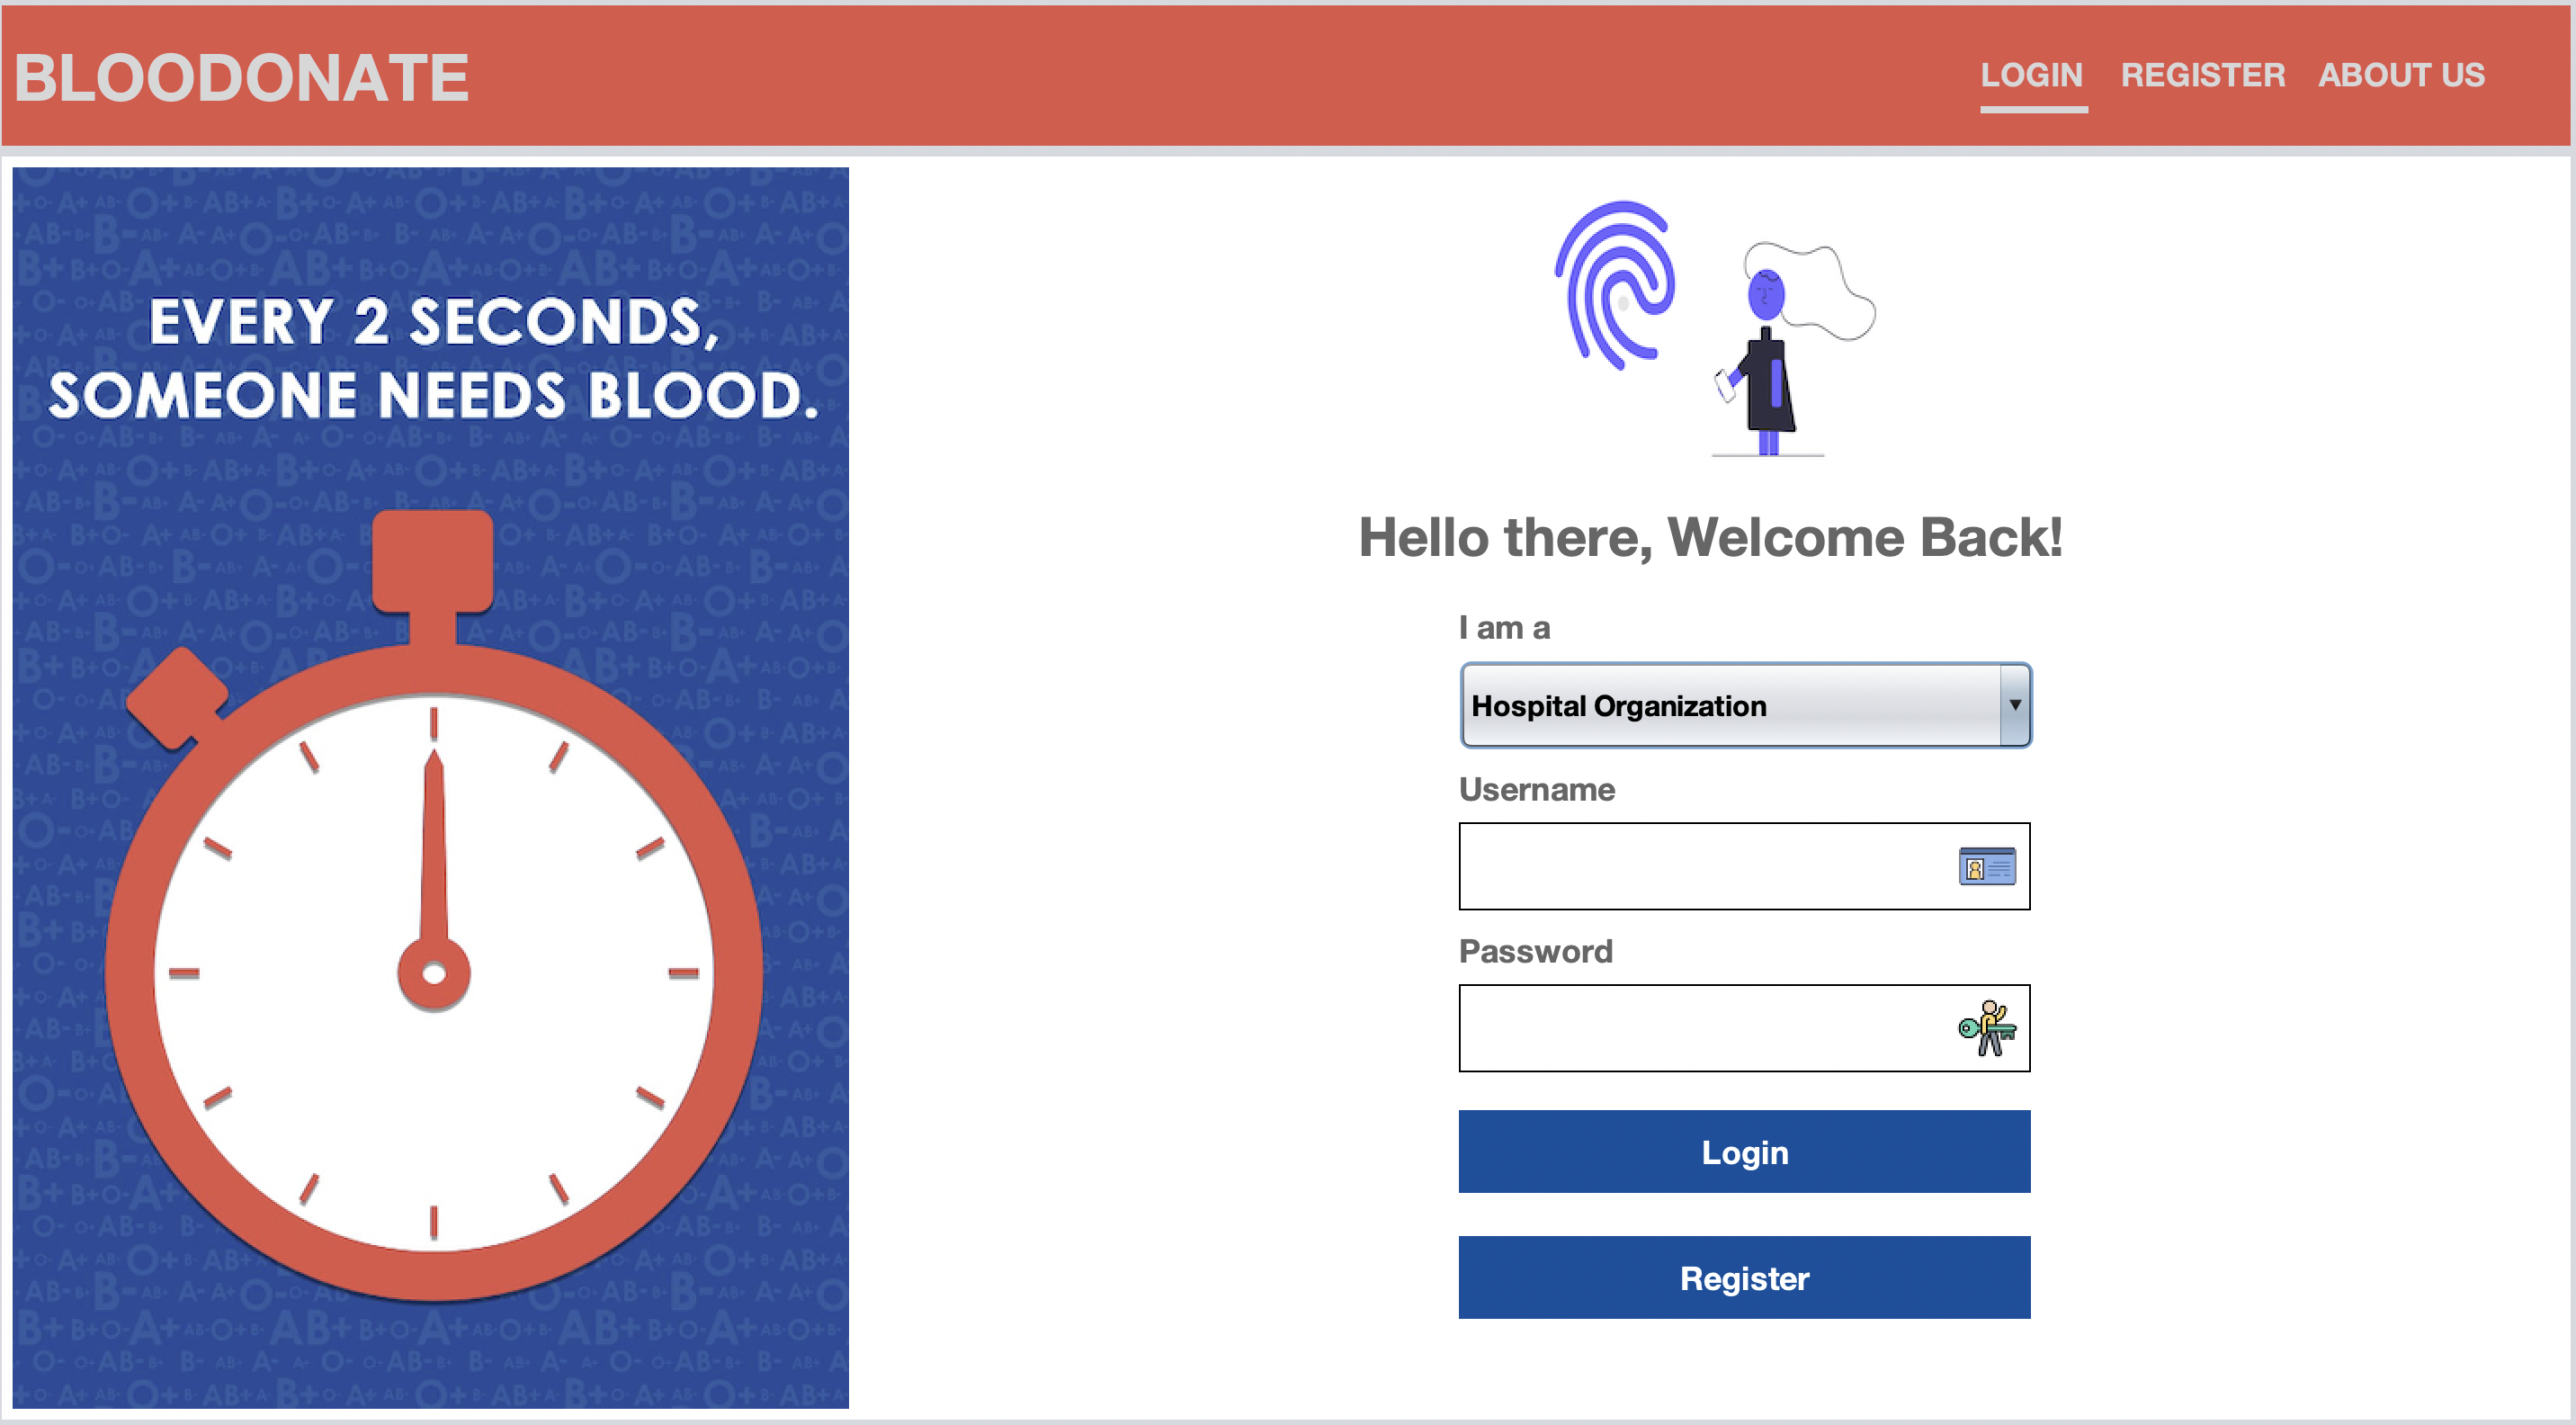 BLOODONATE
LOGIN REGISTER ABOUT US
EVERY 2 SECONDS,
SOMEONE NEEDS BLOOD.
Hello there, Welcome Back!
I am a
Hospital Organization
Username
Password
Login
Register